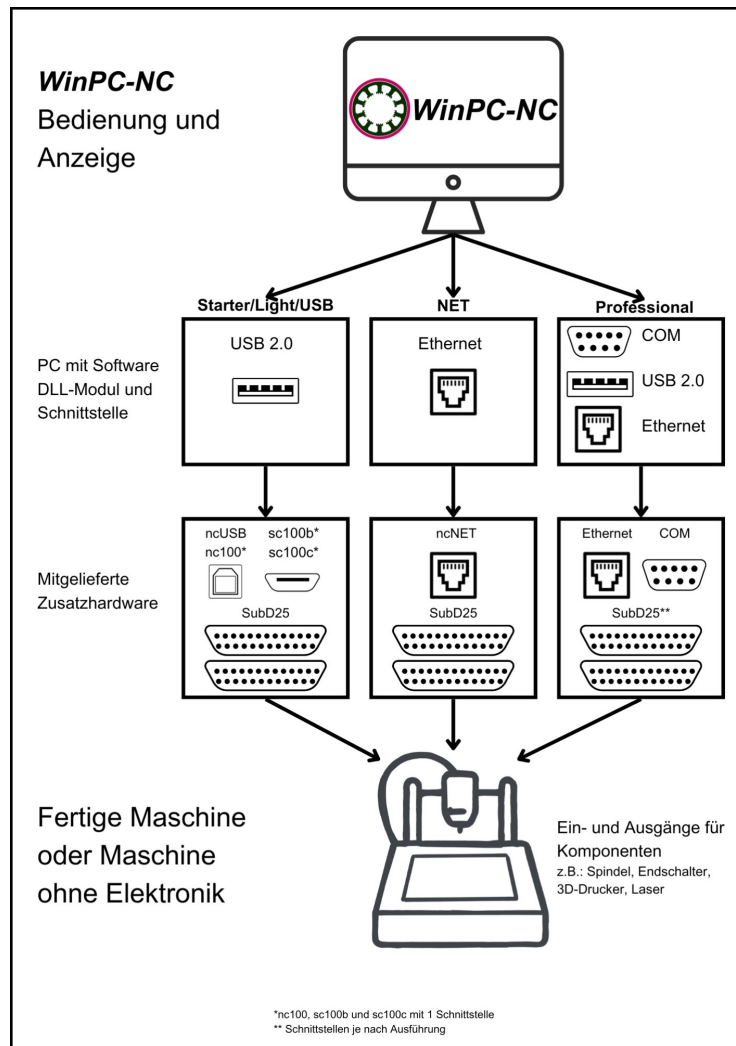 WinPC-NC
Bedienung und
Anzeige
WinPC-NC
Starter/Light/USB
NET
Professional
PC mit Software
DLL-Modul und
Schnittstelle
USB 2.0
Ethernet
COM
USB 2.0
Ethernet
Mitgelieferte
Zusatzhardware
ncUSB sc100b*
nc100* sc100c*
SubD25
ncNET
SubD25
Ethernet COM
SubD25**
Fertige Maschine
oder Maschine
ohne Elektronik
Ein- und Ausgänge für
Komponenten
z.B.: Spindel, Endschalter,
3D-Drucker, Laser
*nc100, sc100b und sc100c mit 1 Schnittstelle
** Schnittstellen je nach Ausführung